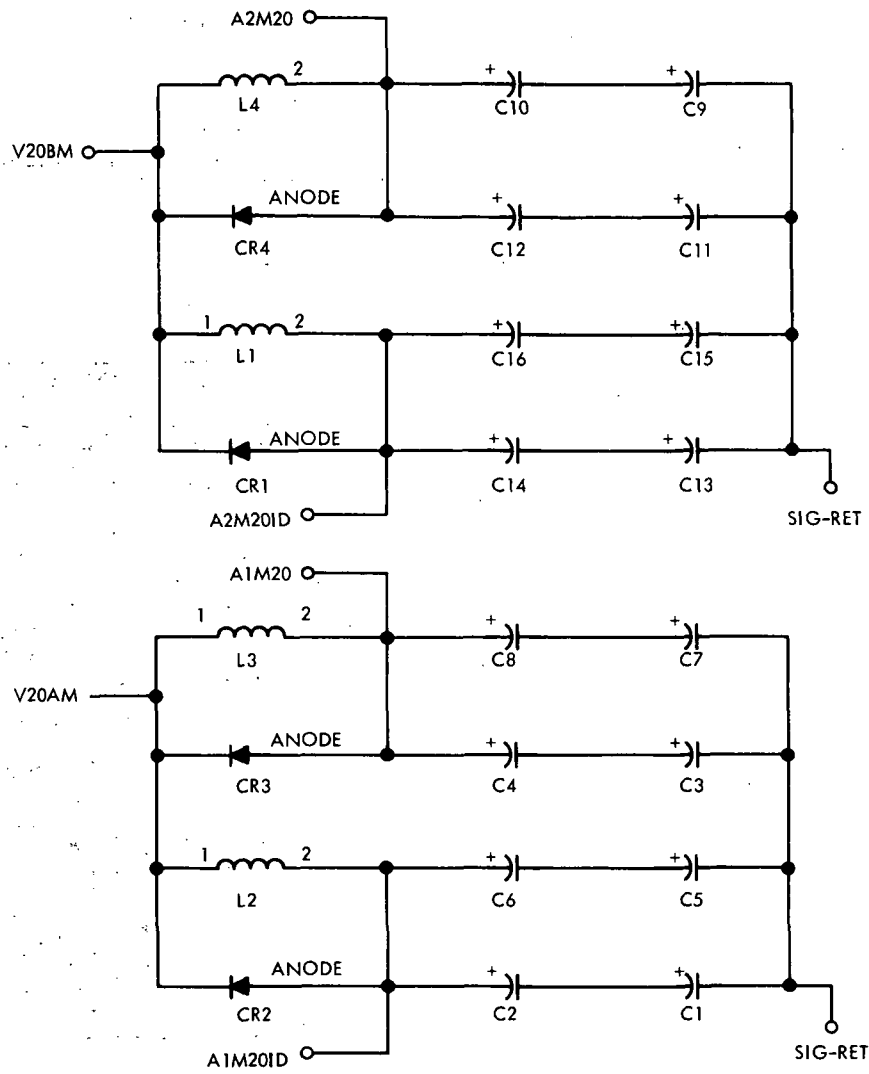 A2M20
+ +
2
L4 C10 C9
V20BM
ANODE + +
CR4 C12 C11
1 2 + +
L1 C16 C15
ANODE + +
CR1 C14 C13
A2M20ID
SIG-RET
A1M20
1 2 + +
L3 C8 C7
V20AM
ANODE + +
CR3 C4 C3
1 2 + +
L2 C6 C5
ANODE + +
CR2 C2 C1
A1M20ID
SIG-RET